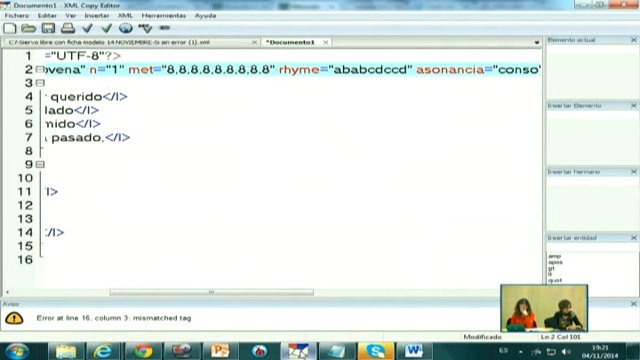 *Documento1 - XML Copy Editor
Fichero Editar Ver Insertar XML Herramientas Ayuda
C7-Siervo libre con ficha modelo 14 NOVIEMBRE-Si an error (1).xml
*Documento1
1 ="UTF-8"?>
2 ovena" n="1" met="8,8,8,8,8,8,8,8,8" rhyme="ababcdccd" asonancia="conso"
3
4 querido</l>
5 lado</l>
6 mido</l>
7 pasado,</l>
8
9
10
11 l>
12
13
14 :/l>
15
16
Elemento actual
Insertar Elemento
Insertar hermano
Insertar entidad
amp
apos
gt
lt
quot
Aviso
Error at line 16, column 3: mismatched tag
Modificado
Ln 2 Col 101
ES
19:21
04/11/2014